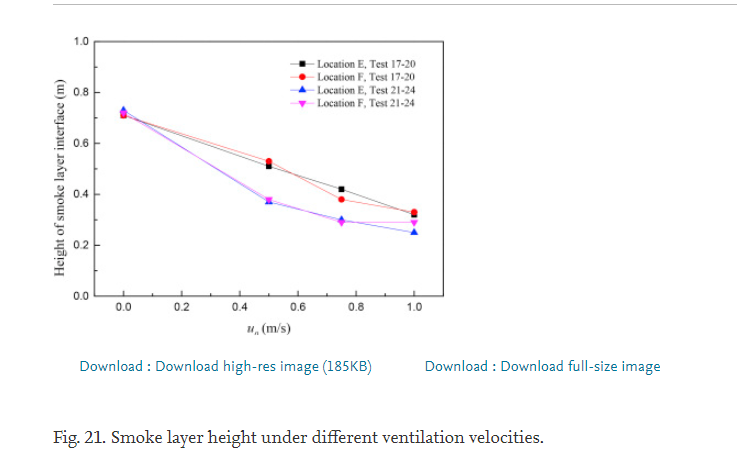 1.0
0.8
0.6
0.4
0.2
0.0
Height of smoke layer interface (m)
Location E, Test 17-20
Location F, Test 17-20
Location E, Test 21-24
Location F, Test 21-24
0.0 0.2 0.4 0.6 0.8 1.0
uₙ (m/s)
Download : Download high-res image (185KB) Download : Download full-size image
Fig. 21. Smoke layer height under different ventilation velocities.